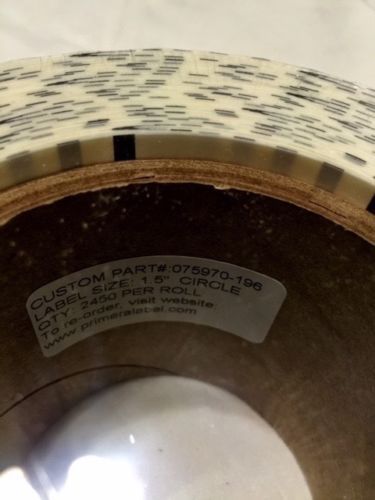 CUSTOM PART#:075970-196
LABEL SIZE: 1.5" CIRCLE
QTY: 2450 PER ROLL
To re-order, visit website:
www.primeralabel.com